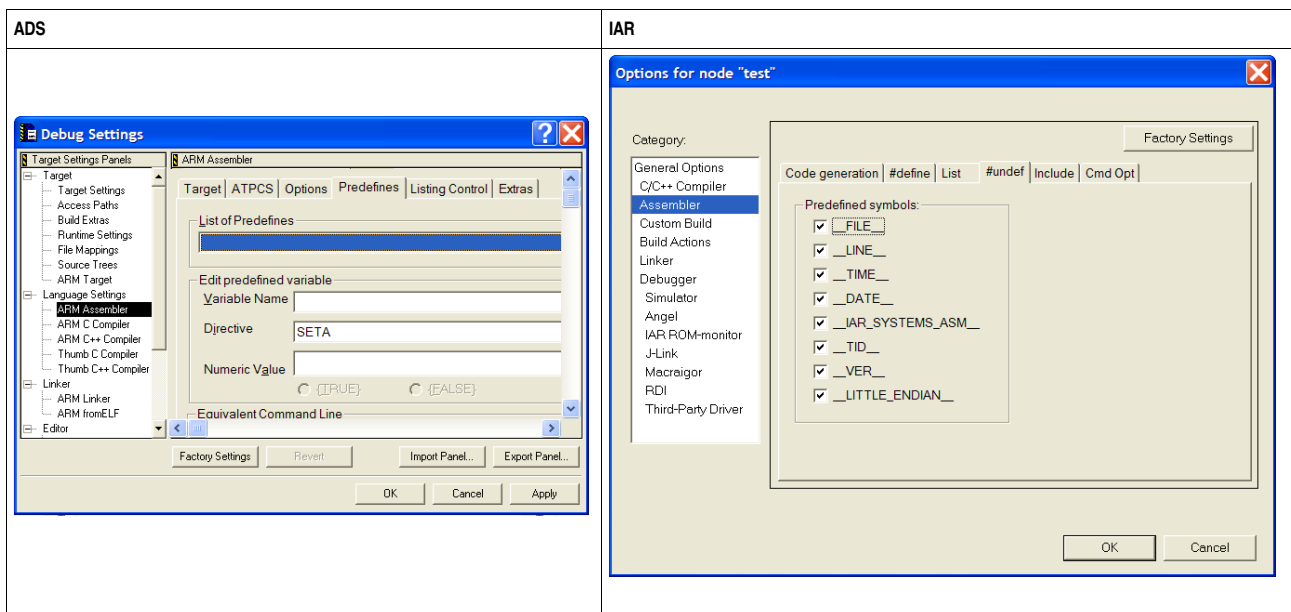 ADS
IAR
Debug Settings
Target Settings Panels
Target
Target Settings
Access Paths
Build Extras
Runtime Settings
File Mappings
Source Trees
ARM Target
Language Settings
ARM Assembler
ARM C Compiler
ARM C++ Compiler
Thumb C Compiler
Thumb C++ Compiler
Linker
ARM Linker
ARM fromELF
Editor
ARM Assembler
Target ATPCS Options Predefines Listing Control Extras
List of Predefines
Edit predefined variable
Variable Name
Directive SETA
Numeric Value
{TRUE} {FALSE}
Equivalent Command Line
Factory Settings Revert Import Panel... Export Panel...
OK Cancel Apply
Options for node "test"
Category:
General Options
C/C++ Compiler
Assembler
Custom Build
Build Actions
Linker
Debugger
Simulator
Angel
IAR ROM-monitor
J-Link
Macraigor
RDI
Third-Party Driver
Factory Settings
Code generation #define List #undef Include Cmd Opt
Predefined symbols:
__FILE__
__LINE__
__TIME__
__DATE__
__IAR_SYSTEMS_ASM__
__TID__
__VER__
__LITTLE_ENDIAN__
OK Cancel